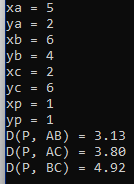 xa = 5
ya = 2
xb = 6
yb = 4
xc = 2
yc = 6
xp = 1
yp = 1
D(P, AB) = 3.13
D(P, AC) = 3.80
D(P, BC) = 4.92